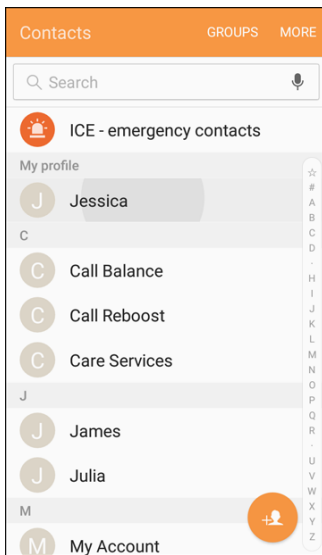 Contacts GROUPS MORE
Search
ICE - emergency contacts
My profile
J Jessica
C
C Call Balance
C Call Reboost
C Care Services
J
J James
J Julia
M
M My Account
☆
#
A
B
C
D
·
H
I
J
K
L
M
N
O
P
Q
R
·
U
V
W
X
Y
Z